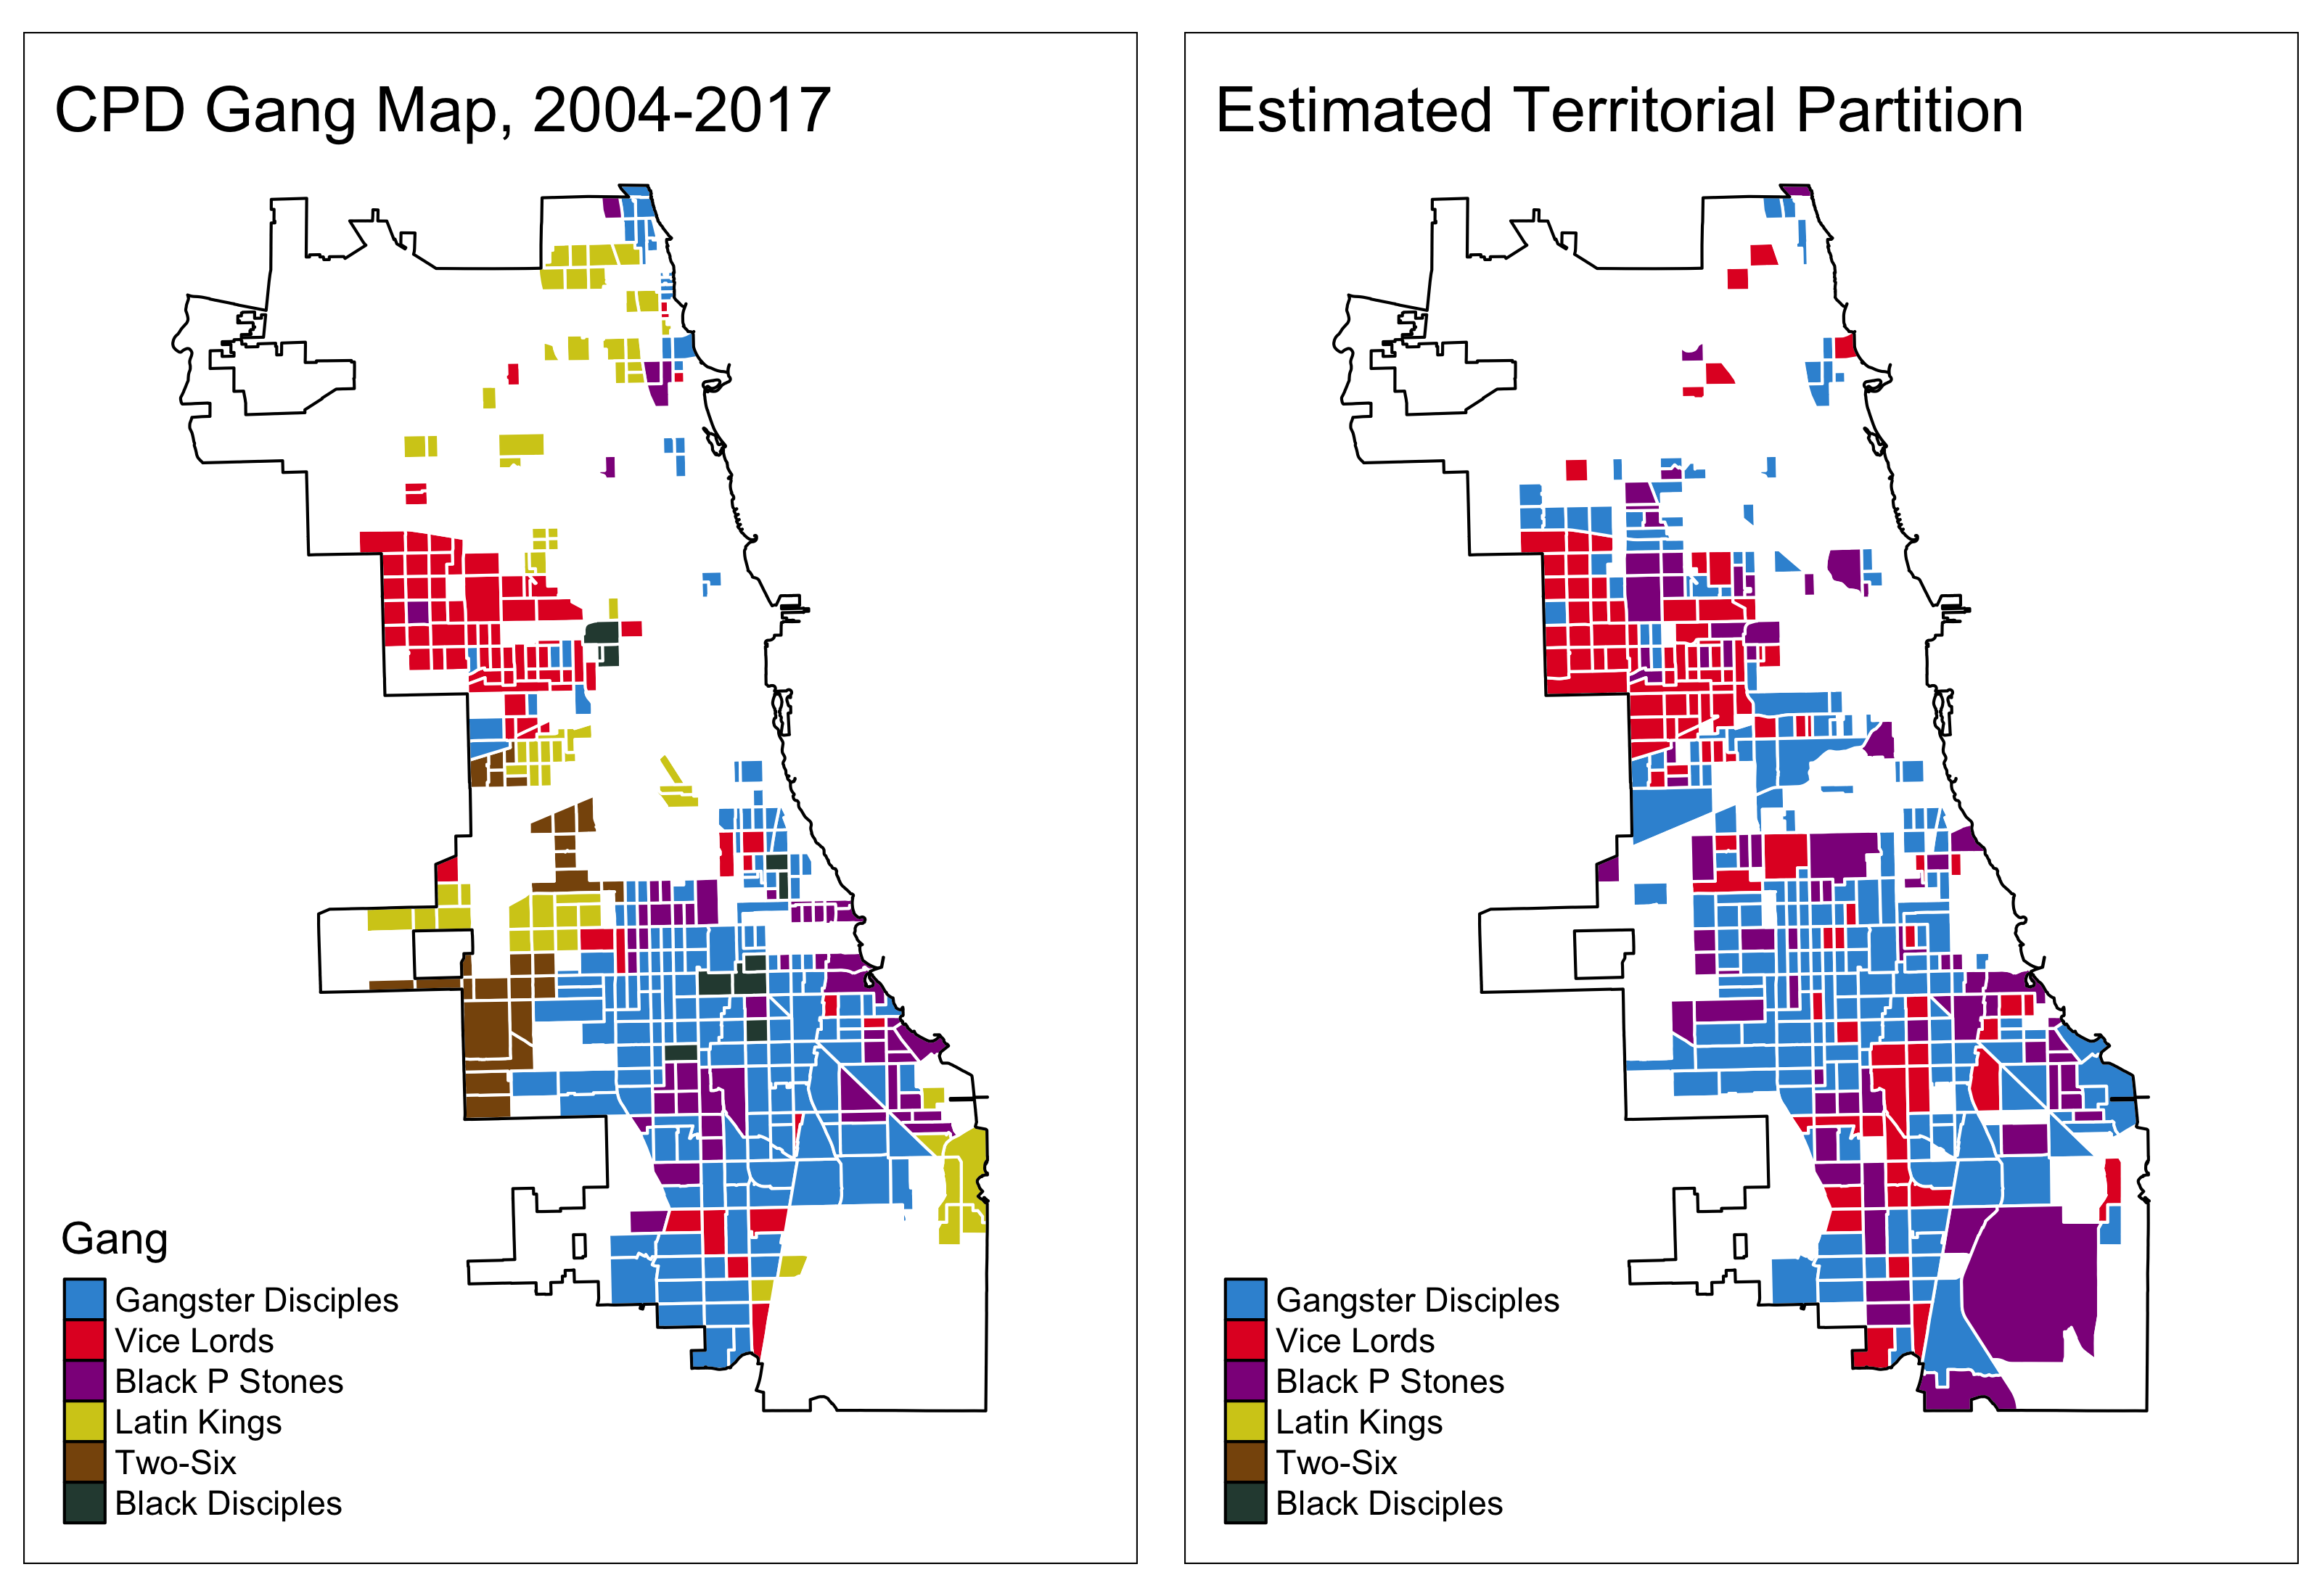 CPD Gang Map, 2004-2017
Gang
Gangster Disciples
Vice Lords
Black P Stones
Latin Kings
Two-Six
Black Disciples
Estimated Territorial Partition
Gangster Disciples
Vice Lords
Black P Stones
Latin Kings
Two-Six
Black Disciples